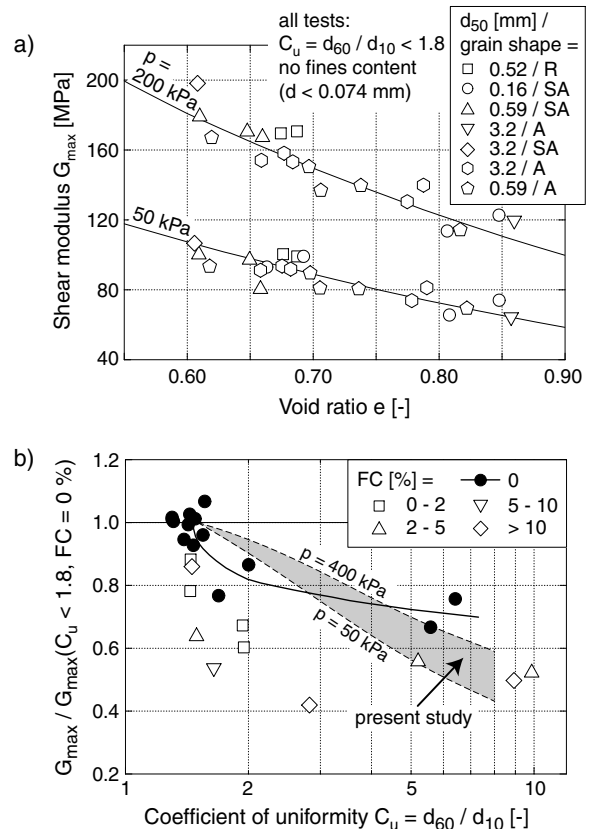 a)
all tests:
C_u = d_60 / d_10 < 1.8
no fines content
(d < 0.074 mm)
d_50 [mm] /
grain shape =
0.52 / R
0.16 / SA
0.59 / SA
3.2 / A
3.2 / SA
3.2 / A
0.59 / A
p =
200 kPa
50 kPa
Shear modulus G_max [MPa]
200
160
120
80
40
0.60 0.70 0.80 0.90
Void ratio e [-]
b)
FC [%] =
0
0 - 2
2 - 5
5 - 10
> 10
p = 400 kPa
p = 50 kPa
present study
G_max / G_max(C_u < 1.8, FC = 0 %)
1.2
1.0
0.8
0.6
0.4
0.2
1 2 5 10
Coefficient of uniformity C_u = d_60 / d_10 [-]